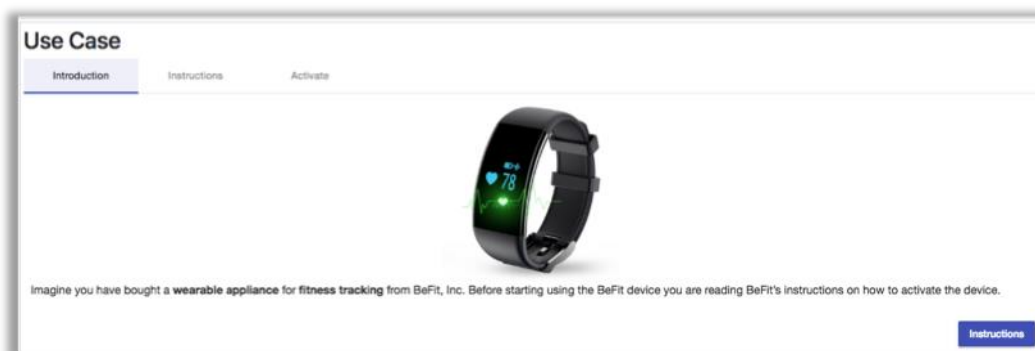 Use Case
Introduction Instructions Activate
78
Imagine you have bought a wearable appliance for fitness tracking from BeFit, Inc. Before starting using the BeFit device you are reading BeFit's instructions on how to activate the device.
Instructions